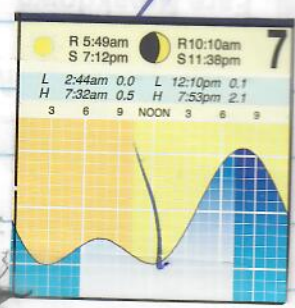 R 5:49am R10:10am 7
S 7:12pm S11:38pm
L 2:44am 0.0 L 12:10pm 0.1
H 7:32am 0.5 H 7:53pm 2.1
3 6 9 NOON 3 6 9